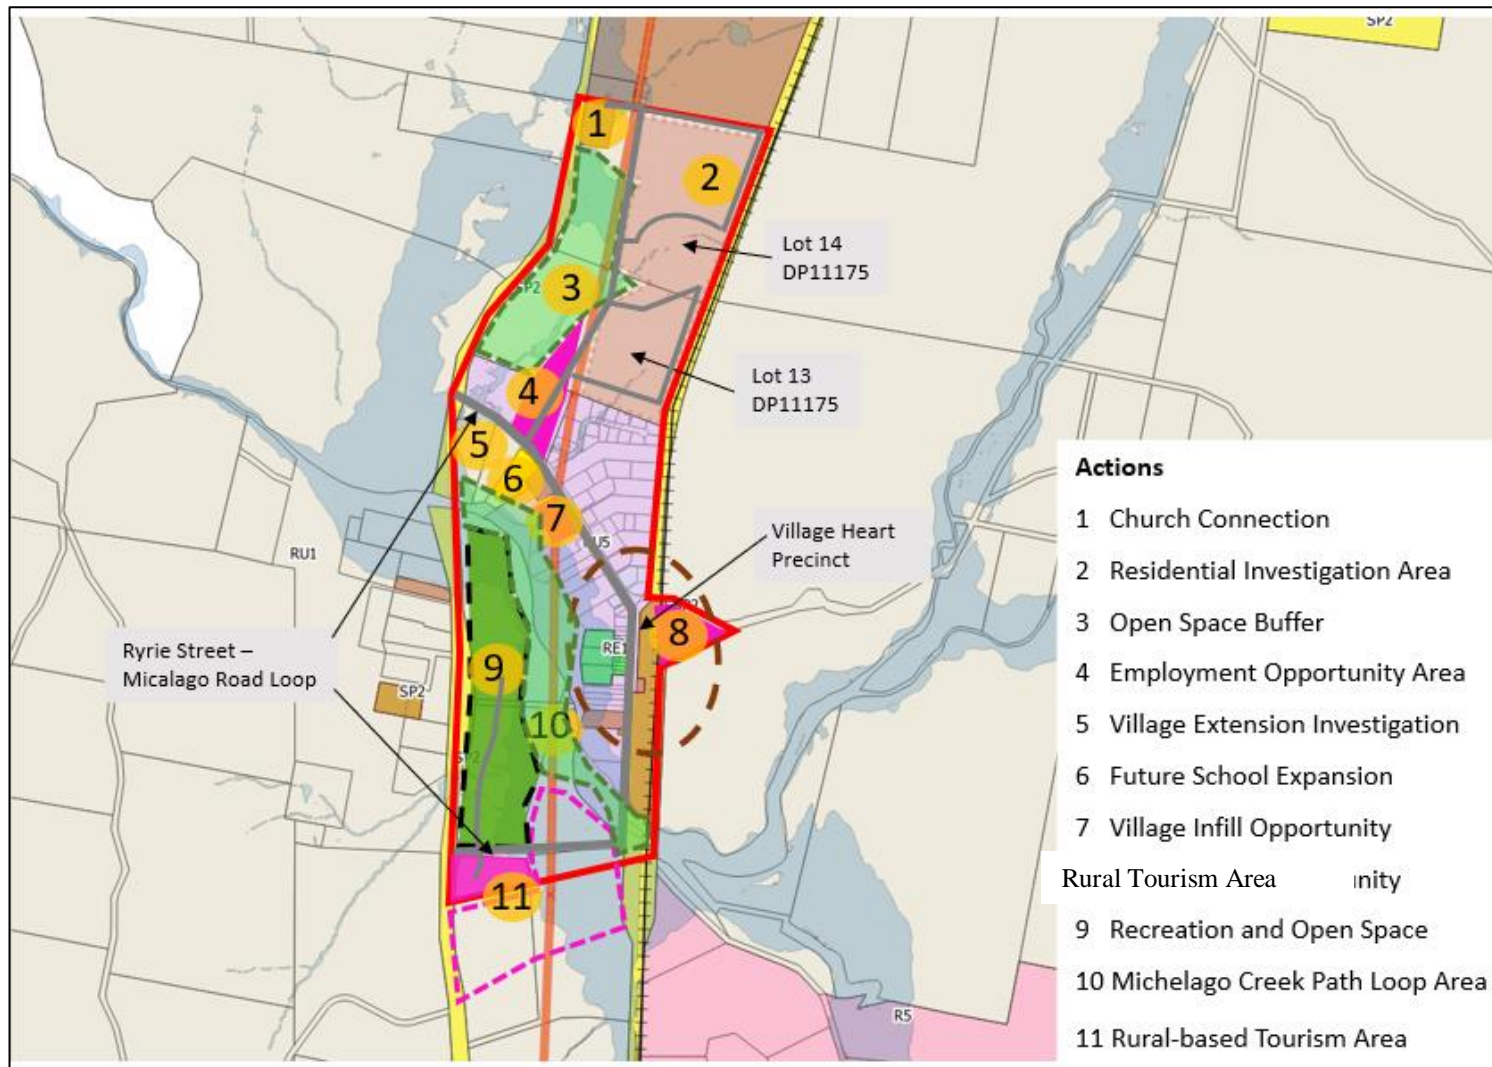 SP2
1
2
Lot 14
DP11175
3
Lot 13
DP11175
4
5
6
7
Village Heart
Precinct
RU1
8
RE1
Ryrie Street –
Micalago Road Loop
9
SP2
10
11
R5
Actions
1 Church Connection
2 Residential Investigation Area
3 Open Space Buffer
4 Employment Opportunity Area
5 Village Extension Investigation
6 Future School Expansion
7 Village Infill Opportunity
Rural Tourism Area nity
9 Recreation and Open Space
10 Michelago Creek Path Loop Area
11 Rural-based Tourism Area